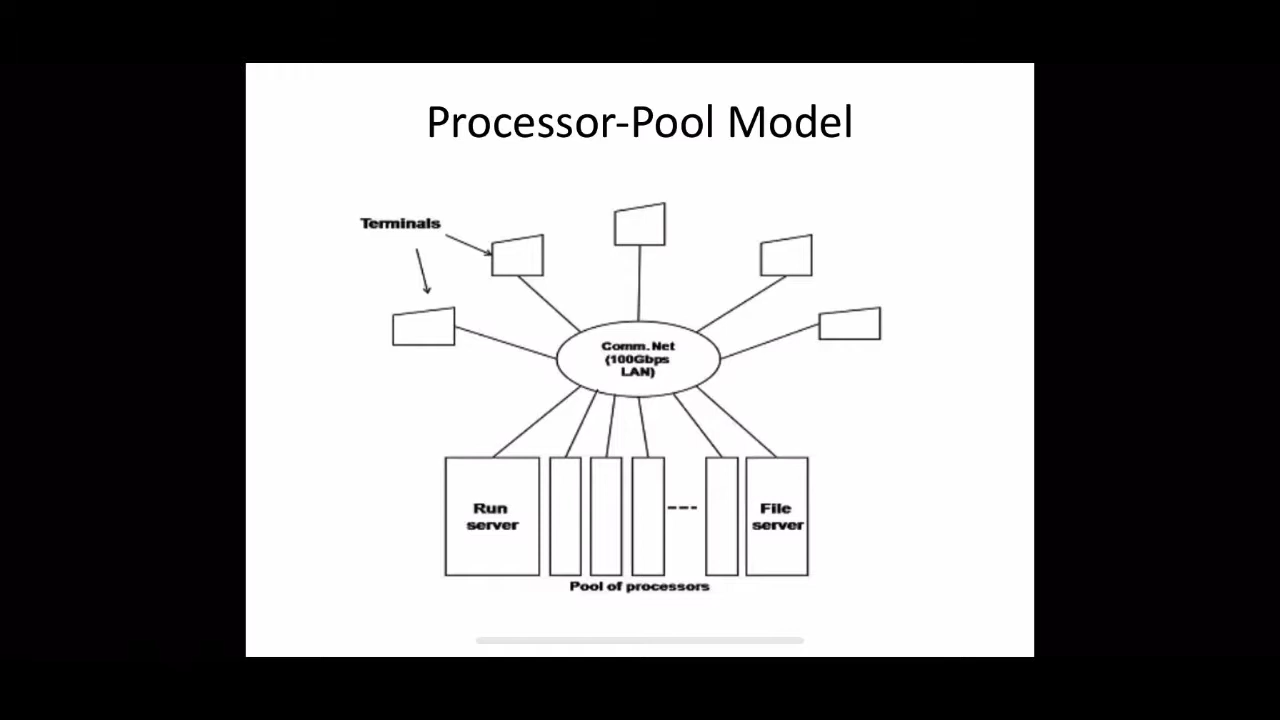 Processor-Pool Model
Terminals
Comm.Net
(100Gbps
LAN)
Run
server
File
server
Pool of processors